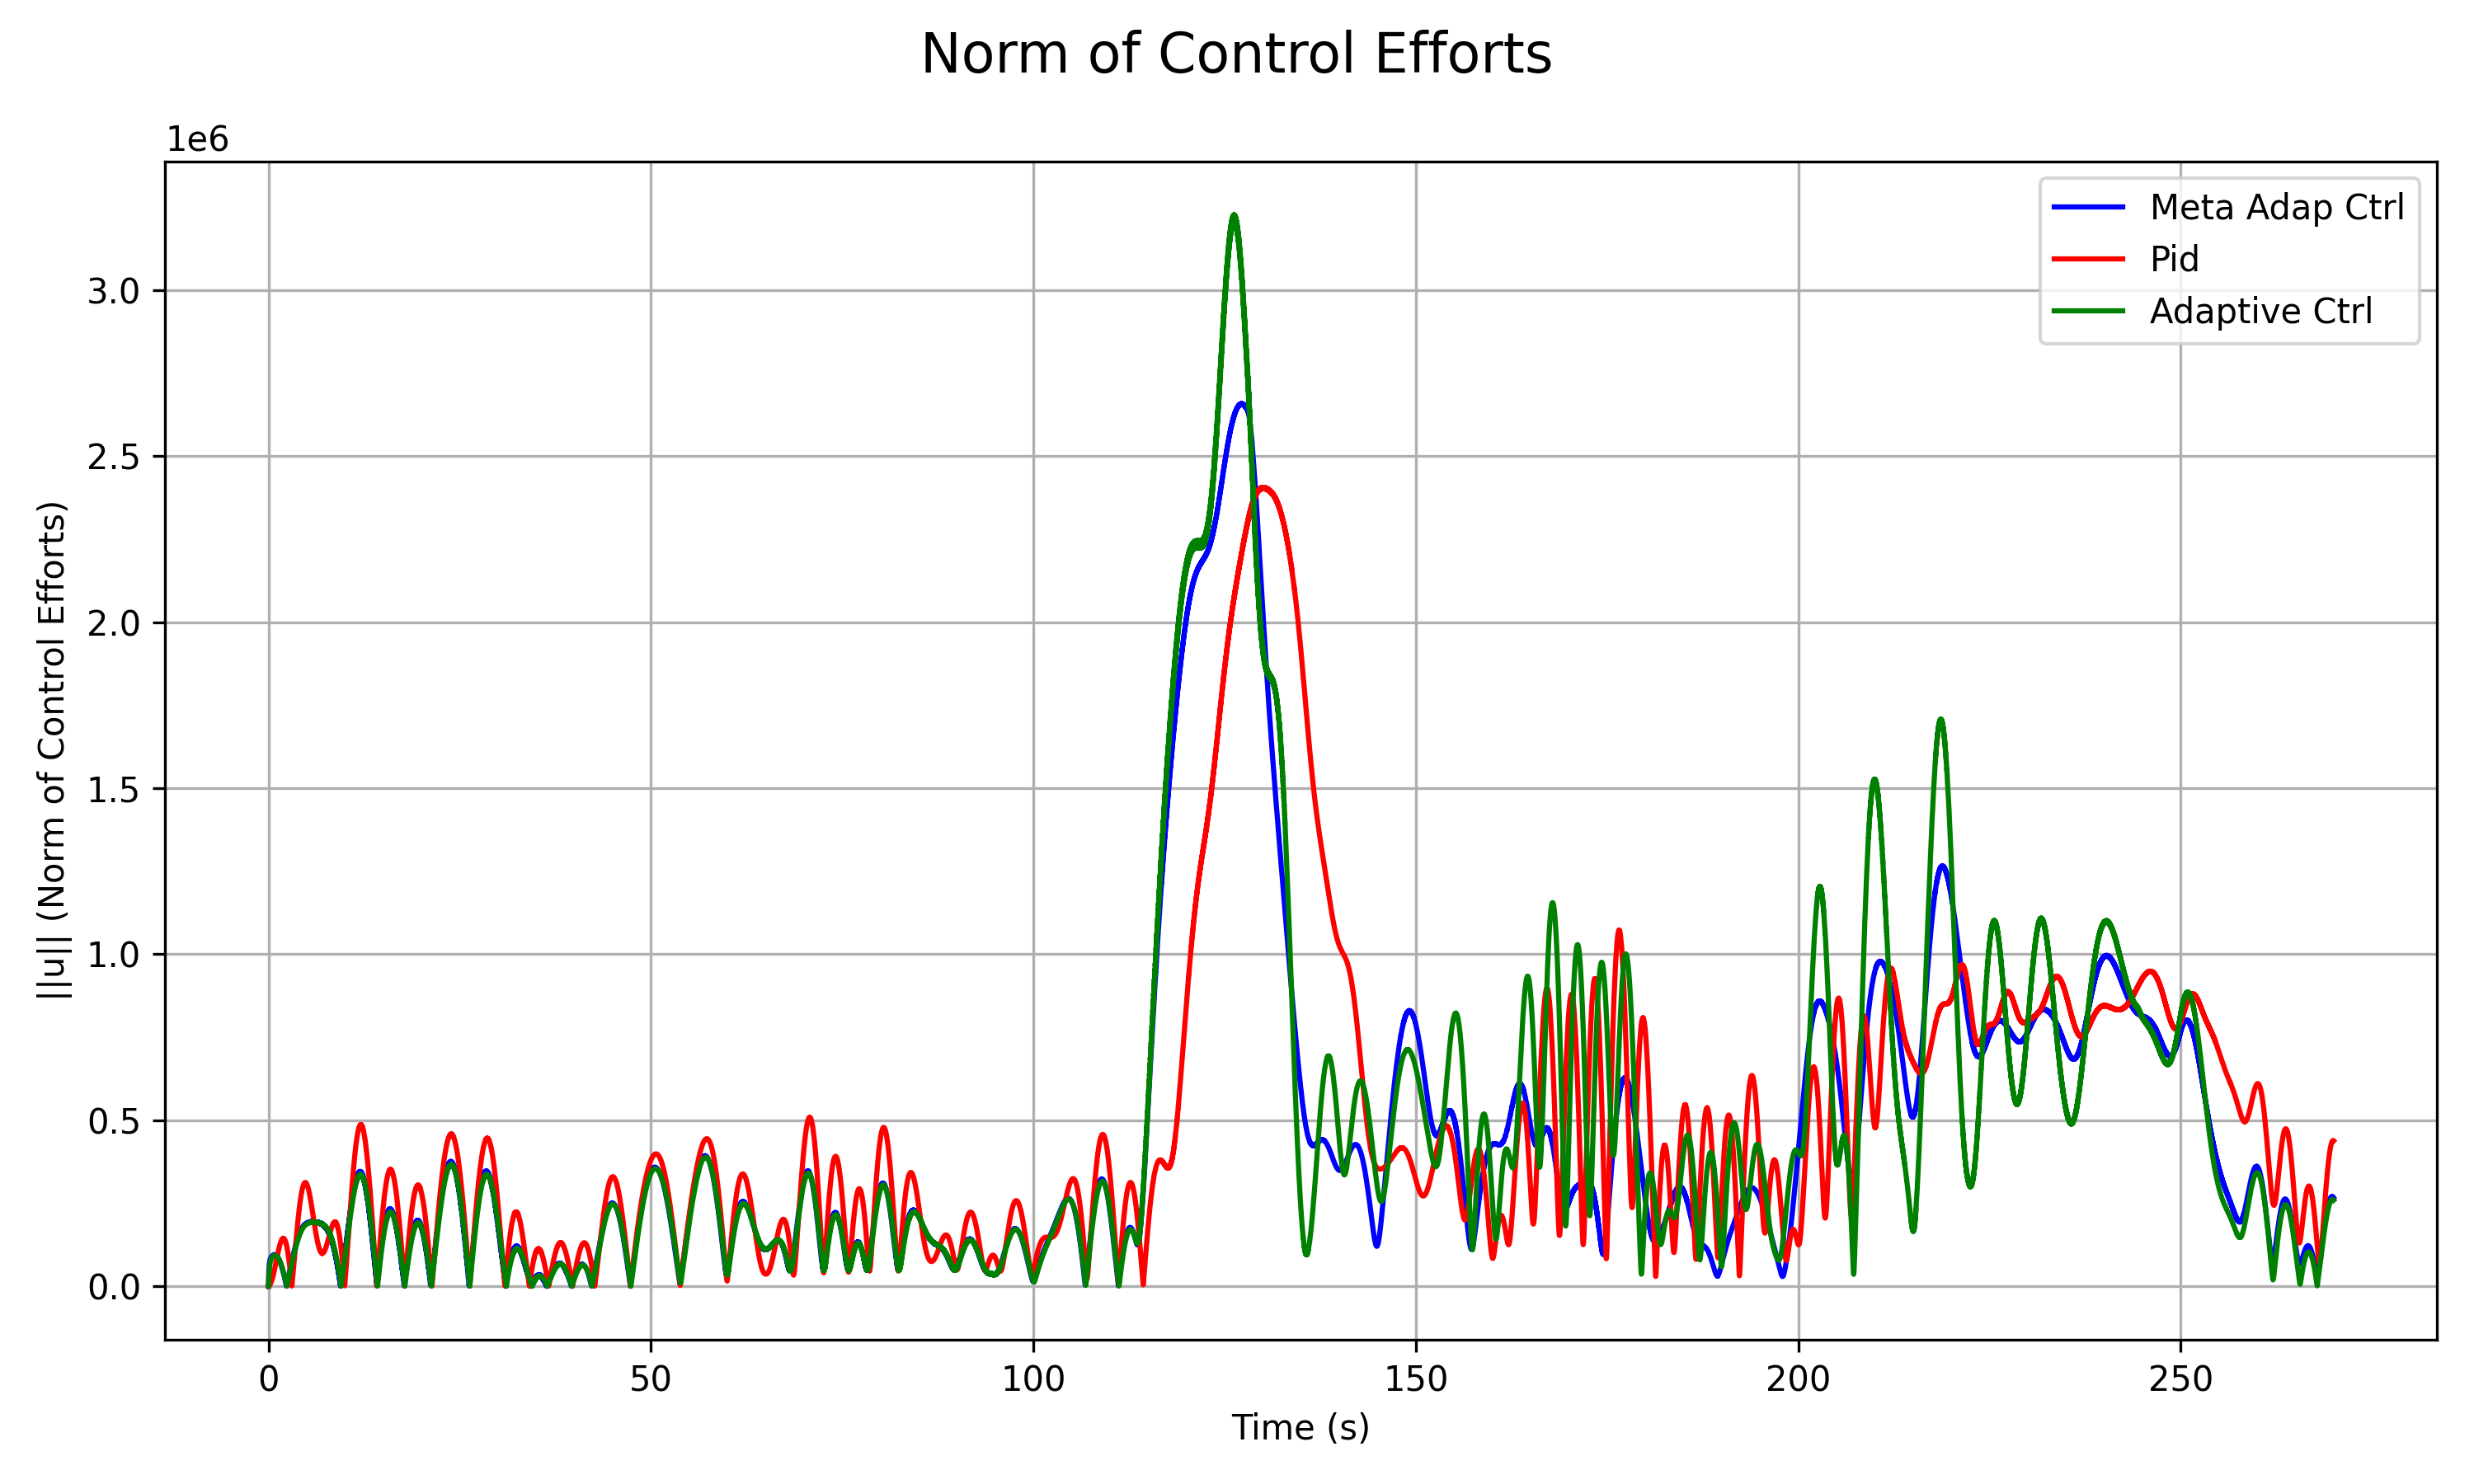 Norm of Control Efforts
1e6
Meta Adap Ctrl
Pid
Adaptive Ctrl
3.0
2.5
2.0
1.5
1.0
0.5
0.0
||u|| (Norm of Control Efforts)
0 50 100 150 200 250
Time (s)